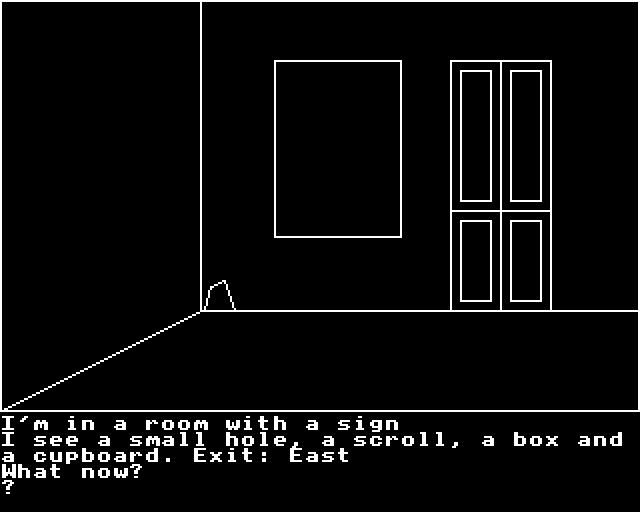 I'm in a room with a sign
I see a small hole, a scroll, a box and
a cupboard. Exit: East
What now?
?